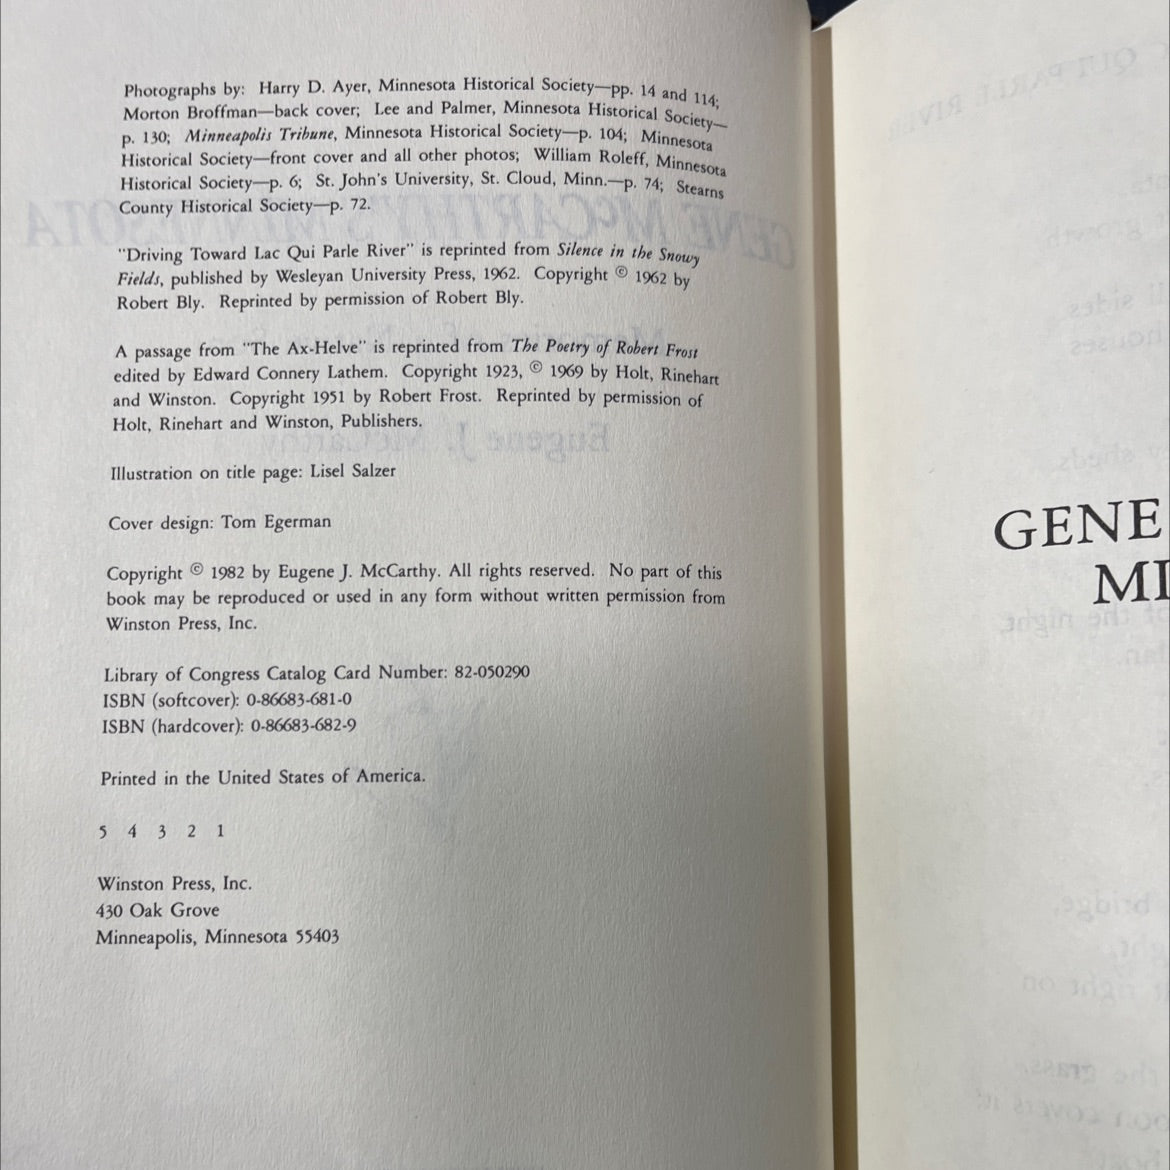 Photographs by: Harry D. Ayer, Minnesota Historical Society—pp. 14 and 114;
Morton Broffman—back cover; Lee and Palmer, Minnesota Historical Society—
p. 130; Minneapolis Tribune, Minnesota Historical Society—p. 104; Minnesota
Historical Society—front cover and all other photos; William Roleff, Minnesota
Historical Society—p. 6; St. John's University, St. Cloud, Minn.—p. 74; Stearns
County Historical Society—p. 72.
"Driving Toward Lac Qui Parle River" is reprinted from Silence in the Snowy
Fields, published by Wesleyan University Press, 1962. Copyright © 1962 by
Robert Bly. Reprinted by permission of Robert Bly.
A passage from "The Ax-Helve" is reprinted from The Poetry of Robert Frost
edited by Edward Connery Lathem. Copyright 1923, © 1969 by Holt, Rinehart
and Winston. Copyright 1951 by Robert Frost. Reprinted by permission of
Holt, Rinehart and Winston, Publishers.
Illustration on title page: Lisel Salzer
Cover design: Tom Egerman
Copyright © 1982 by Eugene J. McCarthy. All rights reserved. No part of this
book may be reproduced or used in any form without written permission from
Winston Press, Inc.
Library of Congress Catalog Card Number: 82-050290
ISBN (softcover): 0-86683-681-0
ISBN (hardcover): 0-86683-682-9
Printed in the United States of America.
5 4 3 2 1
Winston Press, Inc.
430 Oak Grove
Minneapolis, Minnesota 55403
GENE
MI